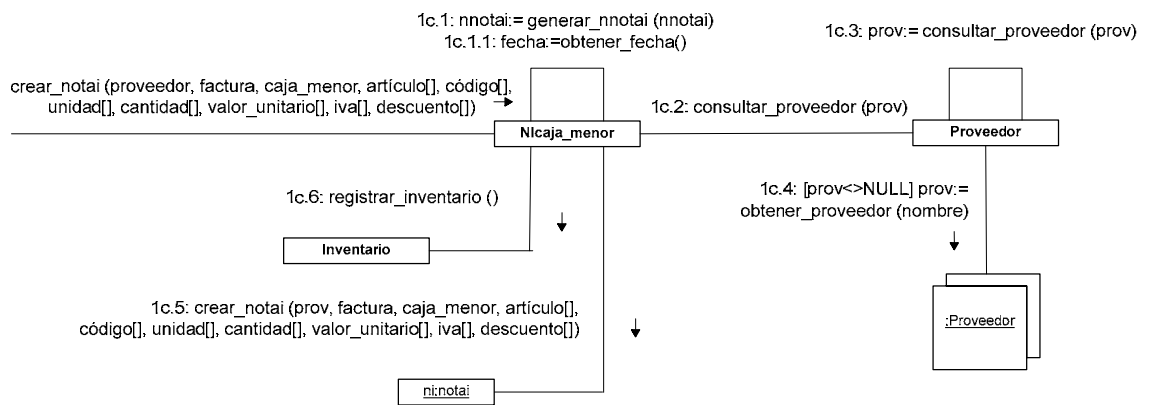 1c.1: nnotai:= generar_nnotai (nnotai)
1c.1.1: fecha:=obtener_fecha()
1c.3: prov:= consultar_proveedor (prov)
crear_notai (proveedor, factura, caja_menor, artículo[], código[],
unidad[], cantidad[], valor_unitario[], iva[], descuento[])
1c.2: consultar_proveedor (prov)
NIcaja_menor
Proveedor
1c.6: registrar_inventario ()
1c.4: [prov<>NULL] prov:=
obtener_proveedor (nombre)
Inventario
1c.5: crear_notai (prov, factura, caja_menor, artículo[],
código[], unidad[], cantidad[], valor_unitario[], iva[], descuento[])
:Proveedor
ni:notai